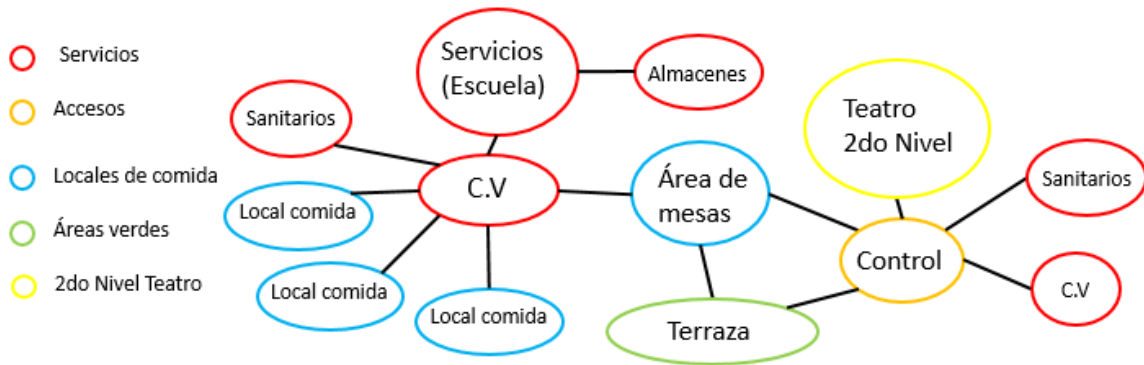 Servicios
Accesos
Locales de comida
Áreas verdes
2do Nivel Teatro
Servicios
(Escuela)
Almacenes
Sanitarios
C.V
Local comida
Local comida
Local comida
Área de
mesas
Terraza
Teatro
2do Nivel
Control
Sanitarios
C.V